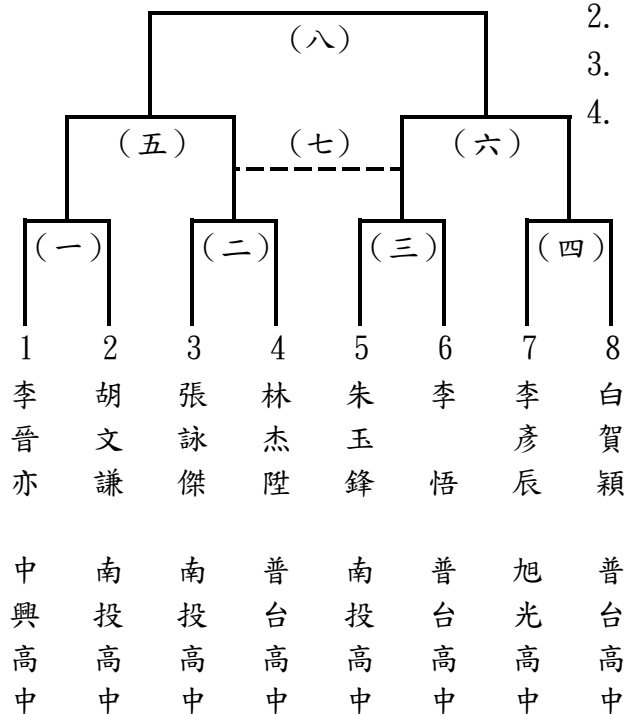 2.
(八)
3.
4.
(五) (七) (六)
(一) (二) (三) (四)
1 2 3 4 5 6 7 8
李晉亦 胡文謙 張詠傑 林杰陞 朱玉鋒 李悟 李彥辰 白賀穎
中興高中 南投高中 南投高中 普台高中 南投高中 普台高中 旭光高中 普台高中